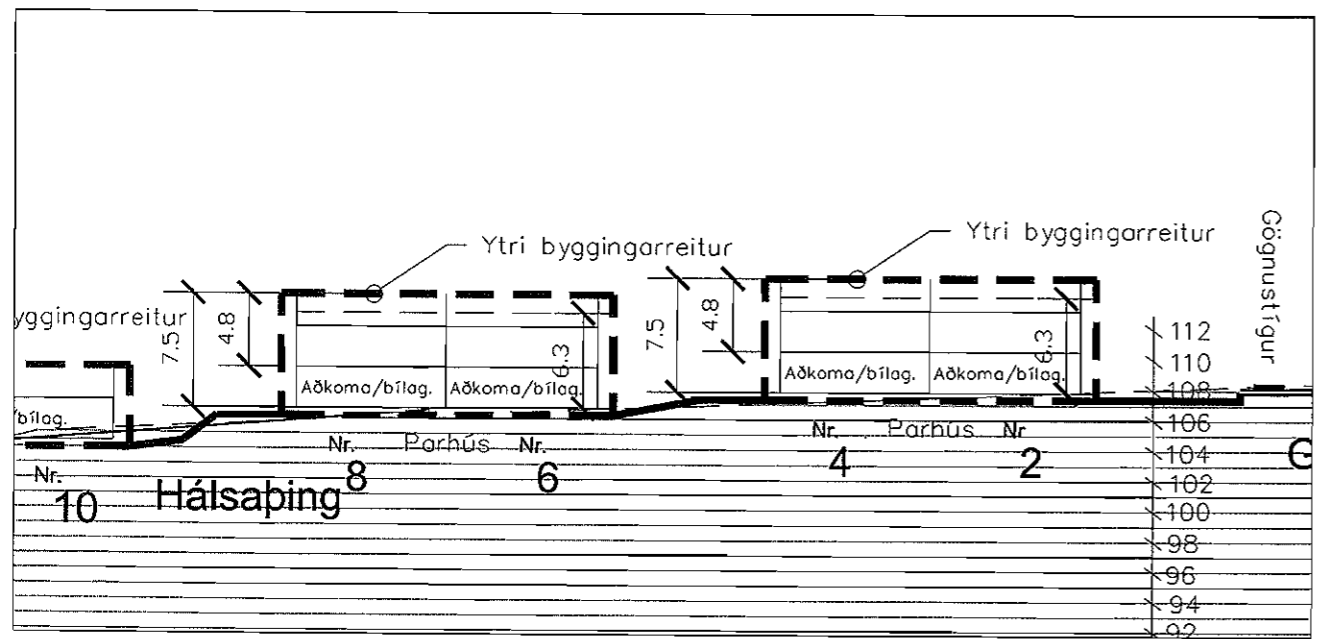 Ytri byggingarreitur
Ytri byggingarreitur
Gögnustígur
yggingarreitur
7.5
4.8
6.3
7.5
4.8
6.3
112
110
108
106
104
102
100
98
96
94
92
Aðkoma/bílag.
Aðkoma/bílag.
Aðkoma/bílag.
Aðkoma/bílag.
/bílag.
Nr. Parhús Nr.
8 6
Nr. Parhús Nr
4 2
Nr.
10
Hálsaþing
G